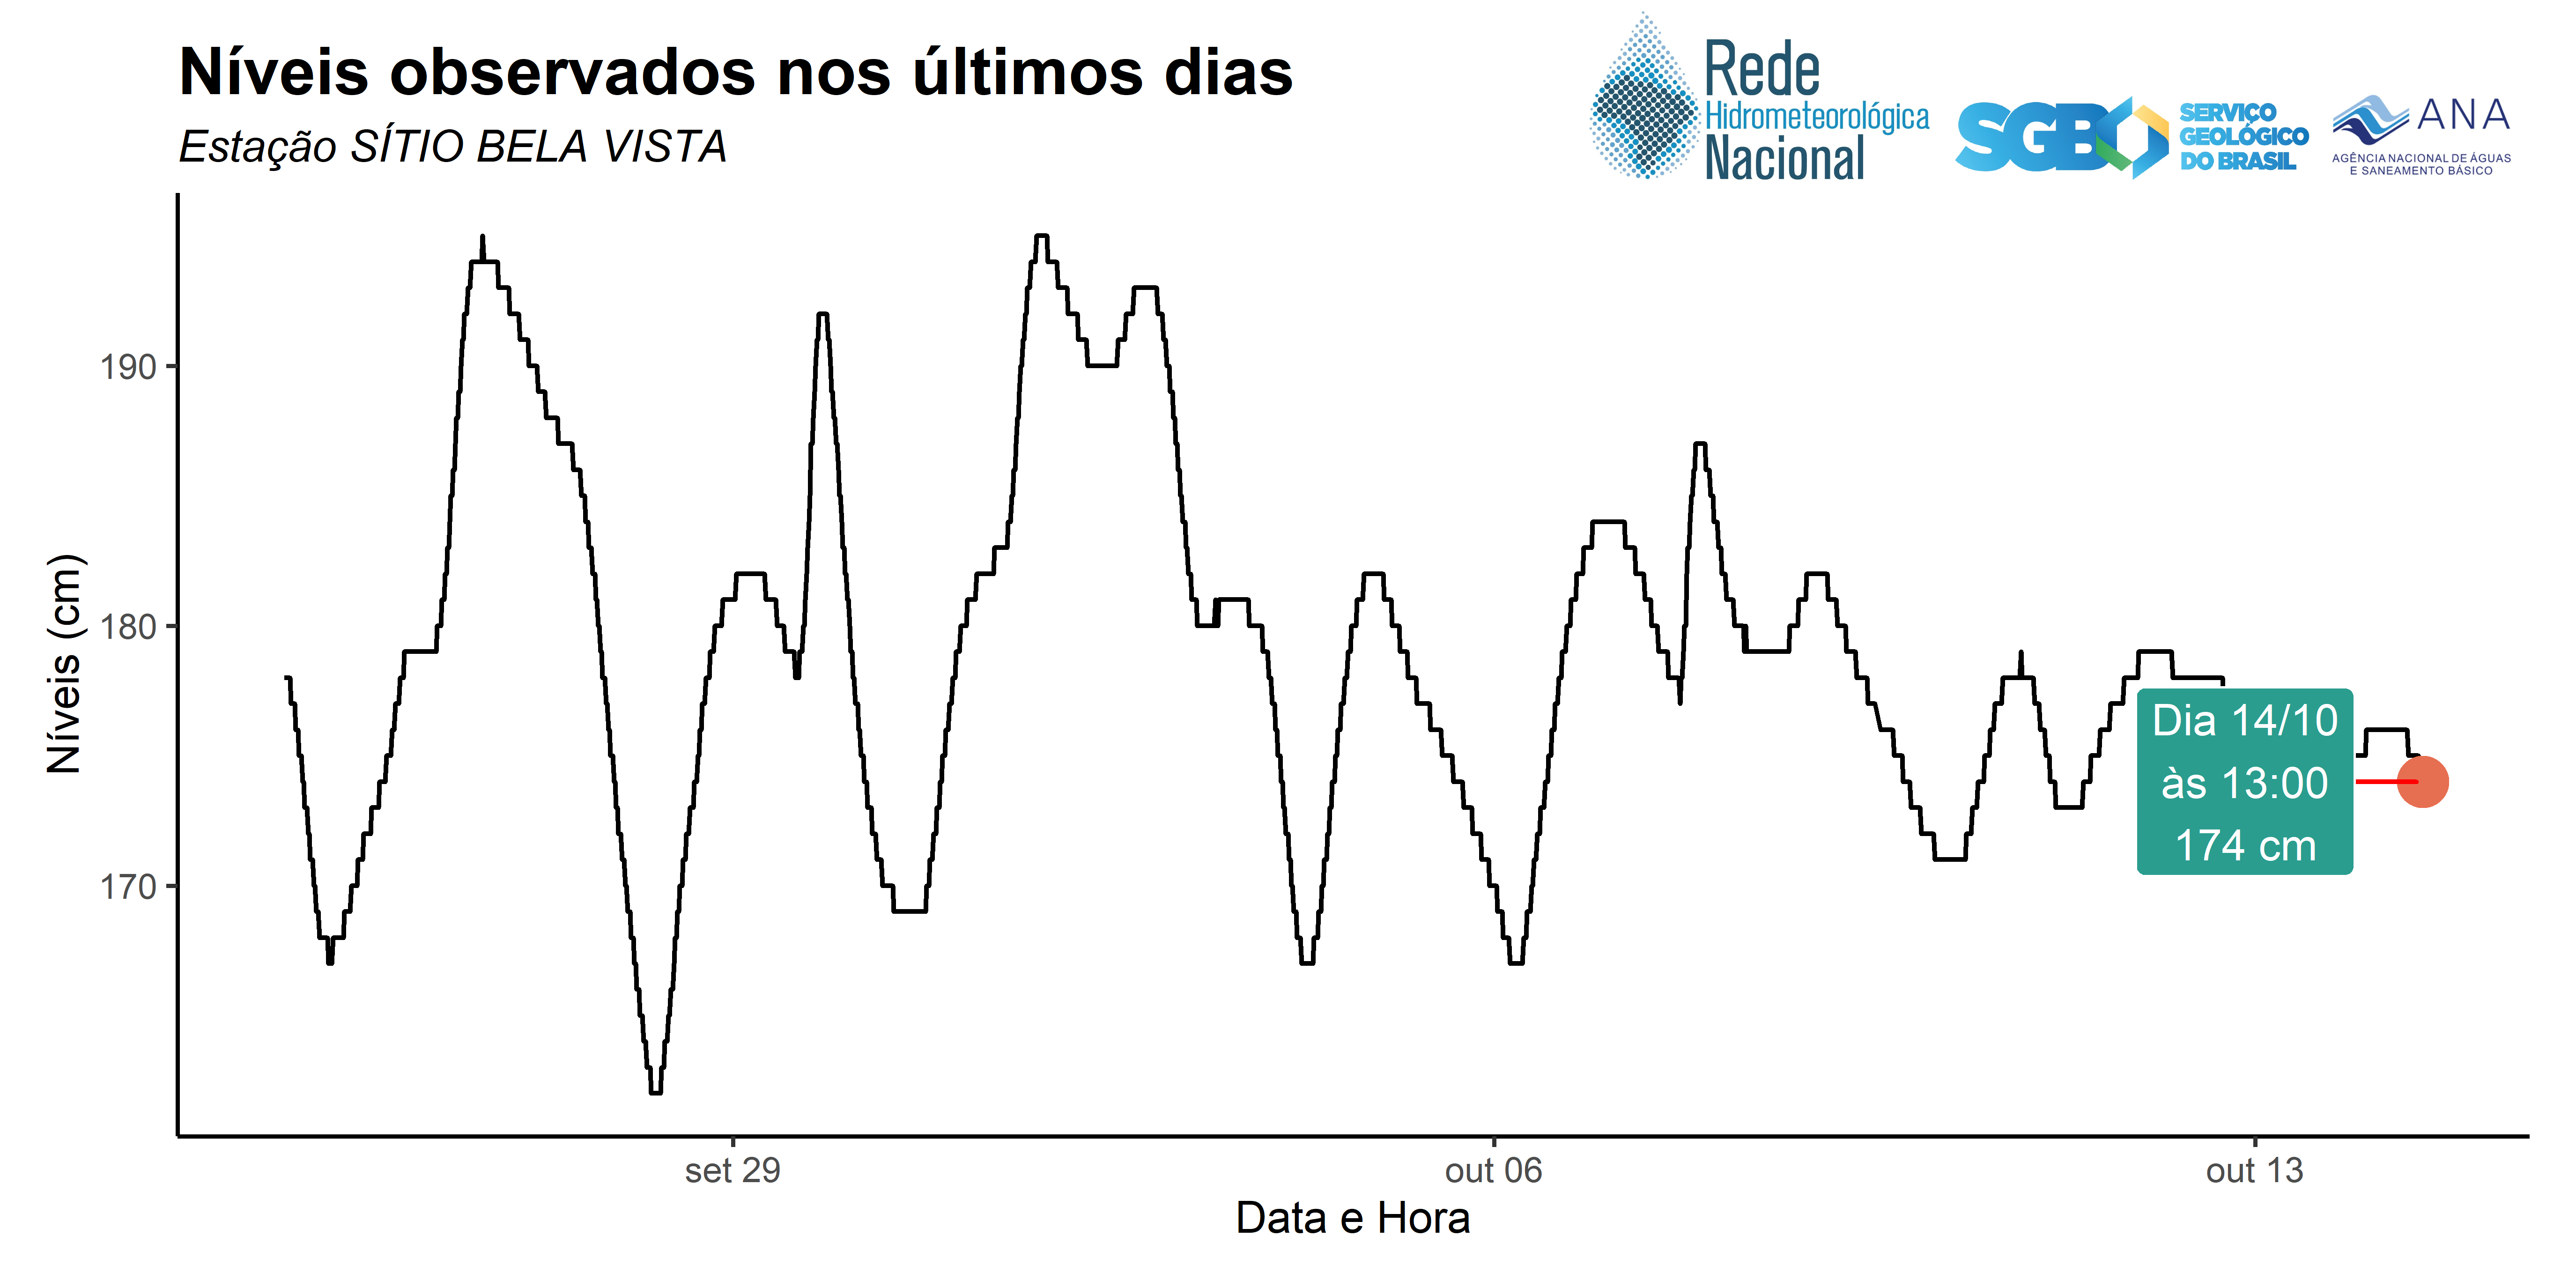 Níveis observados nos últimos dias
Estação SÍTIO BELA VISTA
Rede
Hidrometeorológica
Nacional
SGB
SERVIÇO
GEOLÓGICO
DO BRASIL
ANA
AGÊNCIA NACIONAL DE ÁGUAS
E SANEAMENTO BÁSICO
Níveis (cm)
190
180
170
Dia 14/10
às 13:00
174 cm
set 29
out 06
out 13
Data e Hora